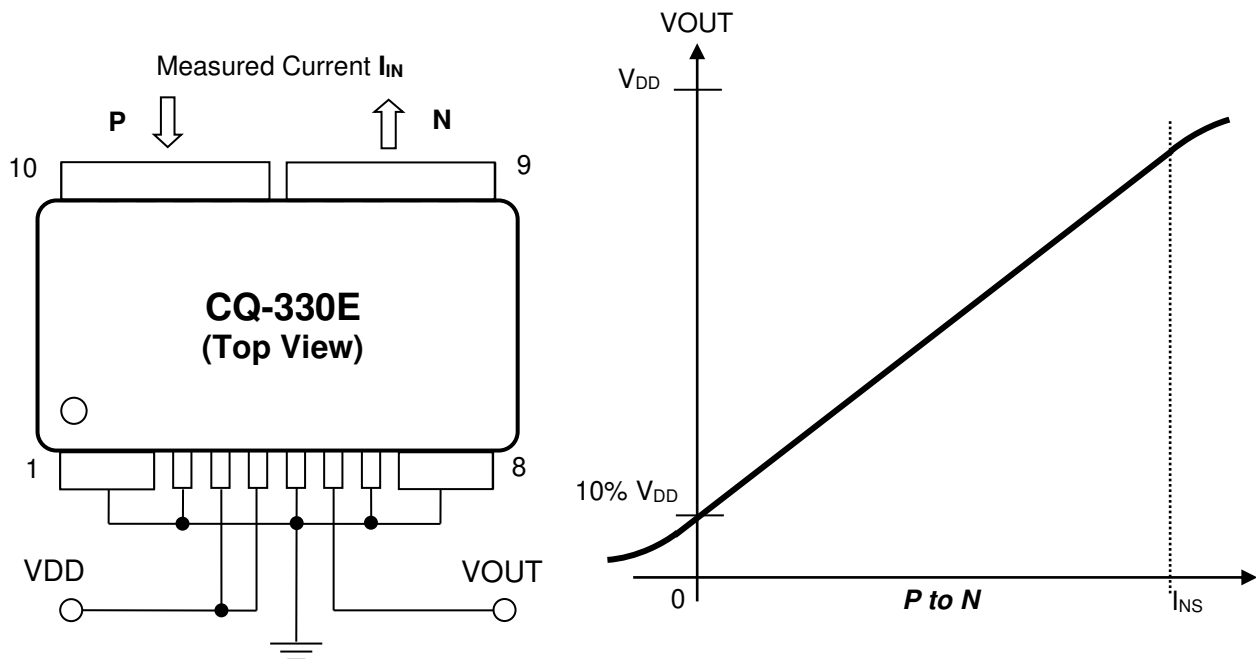 Measured Current IIN
P
N
10
9
CQ-330E
(Top View)
1
8
VDD
VOUT
VOUT
VDD
10% VDD
0
P to N
INS